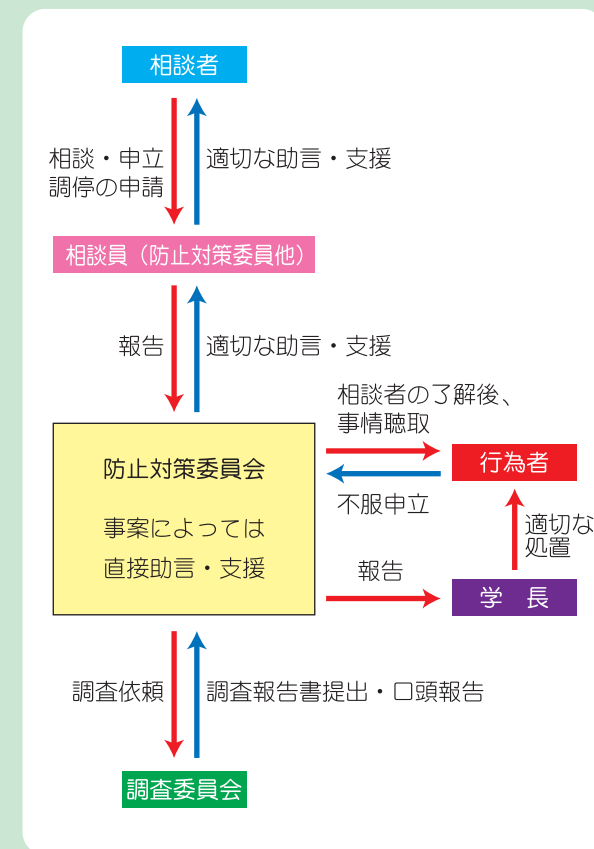 相談者
相談・申立
調停の申請
適切な助言・支援
相談員（防止対策委員他）
報告
適切な助言・支援
相談者の了解後、
事情聴取
防止対策委員会
事案によっては
直接助言・支援
行為者
不服申立
適切な
処置
報告
学　長
調査依頼
調査報告書提出・口頭報告
調査委員会